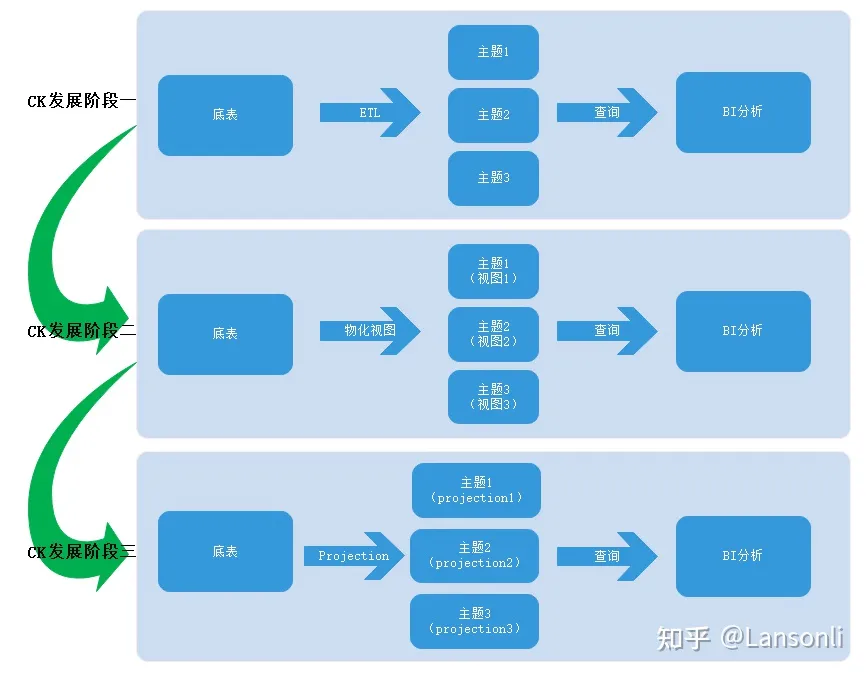 CK发展阶段一
底表
ETL
主题1
主题2
主题3
查询
BI分析
CK发展阶段二
底表
物化视图
主题1
（视图1）
主题2
（视图2）
主题3
（视图3）
查询
BI分析
CK发展阶段三
底表
Projection
主题1
（projection1）
主题2
（projection2）
主题3
（projection3）
查询
BI分析
知乎 @Lansonli